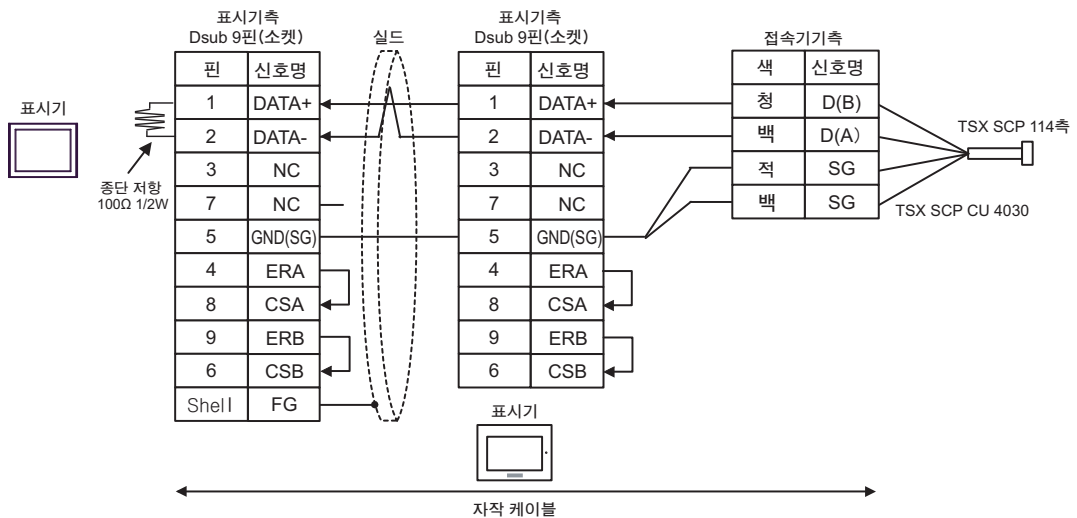 표시기
종단 저항
100Ω 1/2W
표시기측
Dsub 9핀(소켓)
핀 신호명
1 DATA+
2 DATA-
3 NC
7 NC
5 GND(SG)
4 ERA
8 CSA
9 ERB
6 CSB
Shell FG
실드
표시기측
Dsub 9핀(소켓)
핀 신호명
1 DATA+
2 DATA-
3 NC
7 NC
5 GND(SG)
4 ERA
8 CSA
9 ERB
6 CSB
접속기기측
색 신호명
청 D(B)
백 D(A)
적 SG
백 SG
TSX SCP 114측
TSX SCP CU 4030
표시기
자작 케이블